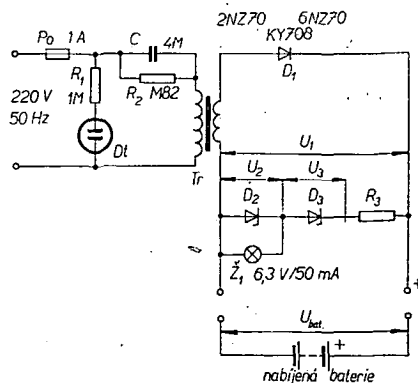 2NZ70 6NZ70
KY708
D1
Po 1 A
C 4M
R1
1M
R2 M82
220 V
50 Hz
Dt
Tr
U1
U2 U3
D2 D3 R3
Ž1 6,3 V/50 mA
+
Ubat
+
nabíjená baterie